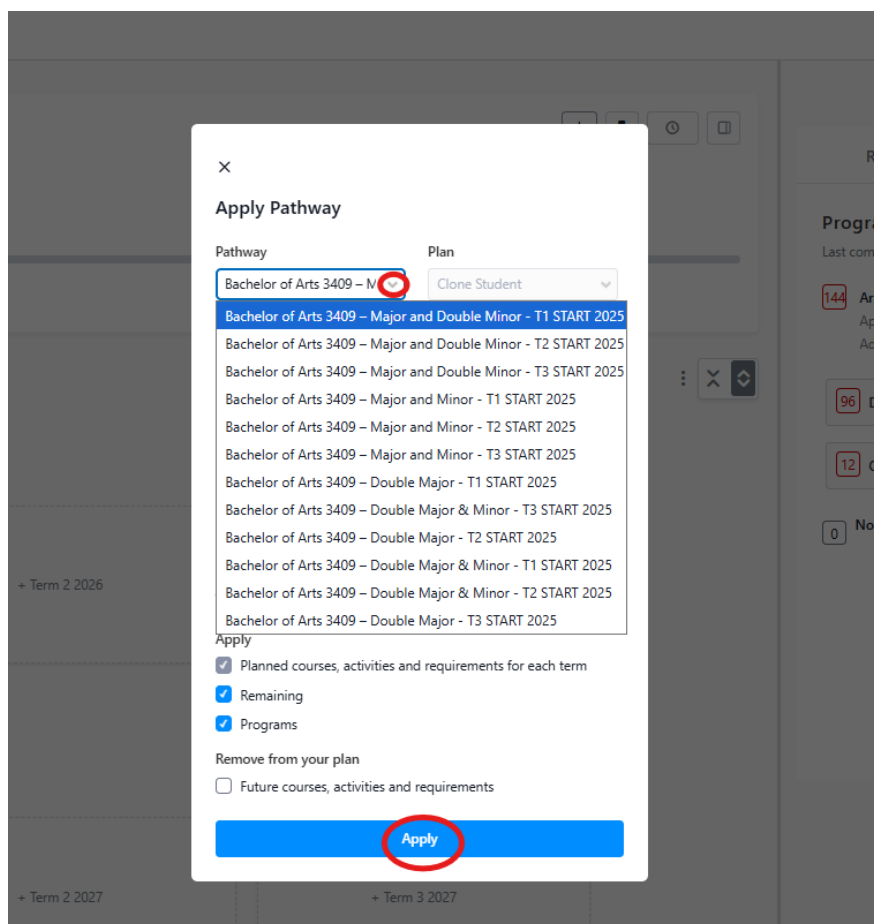 Apply Pathway
Pathway
Plan
Bachelor of Arts 3409 – M
Clone Student
Bachelor of Arts 3409 – Major and Double Minor - T1 START 2025
Bachelor of Arts 3409 – Major and Double Minor - T2 START 2025
Bachelor of Arts 3409 – Major and Double Minor - T3 START 2025
Bachelor of Arts 3409 – Major and Minor - T1 START 2025
Bachelor of Arts 3409 – Major and Minor - T2 START 2025
Bachelor of Arts 3409 – Major and Minor - T3 START 2025
Bachelor of Arts 3409 – Double Major - T1 START 2025
Bachelor of Arts 3409 – Double Major & Minor - T3 START 2025
Bachelor of Arts 3409 – Double Major - T2 START 2025
Bachelor of Arts 3409 – Double Major & Minor - T1 START 2025
Bachelor of Arts 3409 – Double Major & Minor - T2 START 2025
Bachelor of Arts 3409 – Double Major - T3 START 2025
Apply
Planned courses, activities and requirements for each term
Remaining
Programs
Remove from your plan
Future courses, activities and requirements
Apply
+ Term 2 2026
+ Term 2 2027
+ Term 3 2027
R
Progra
Last com
144 Ar
Ap
Ac
96 D
12
0 No